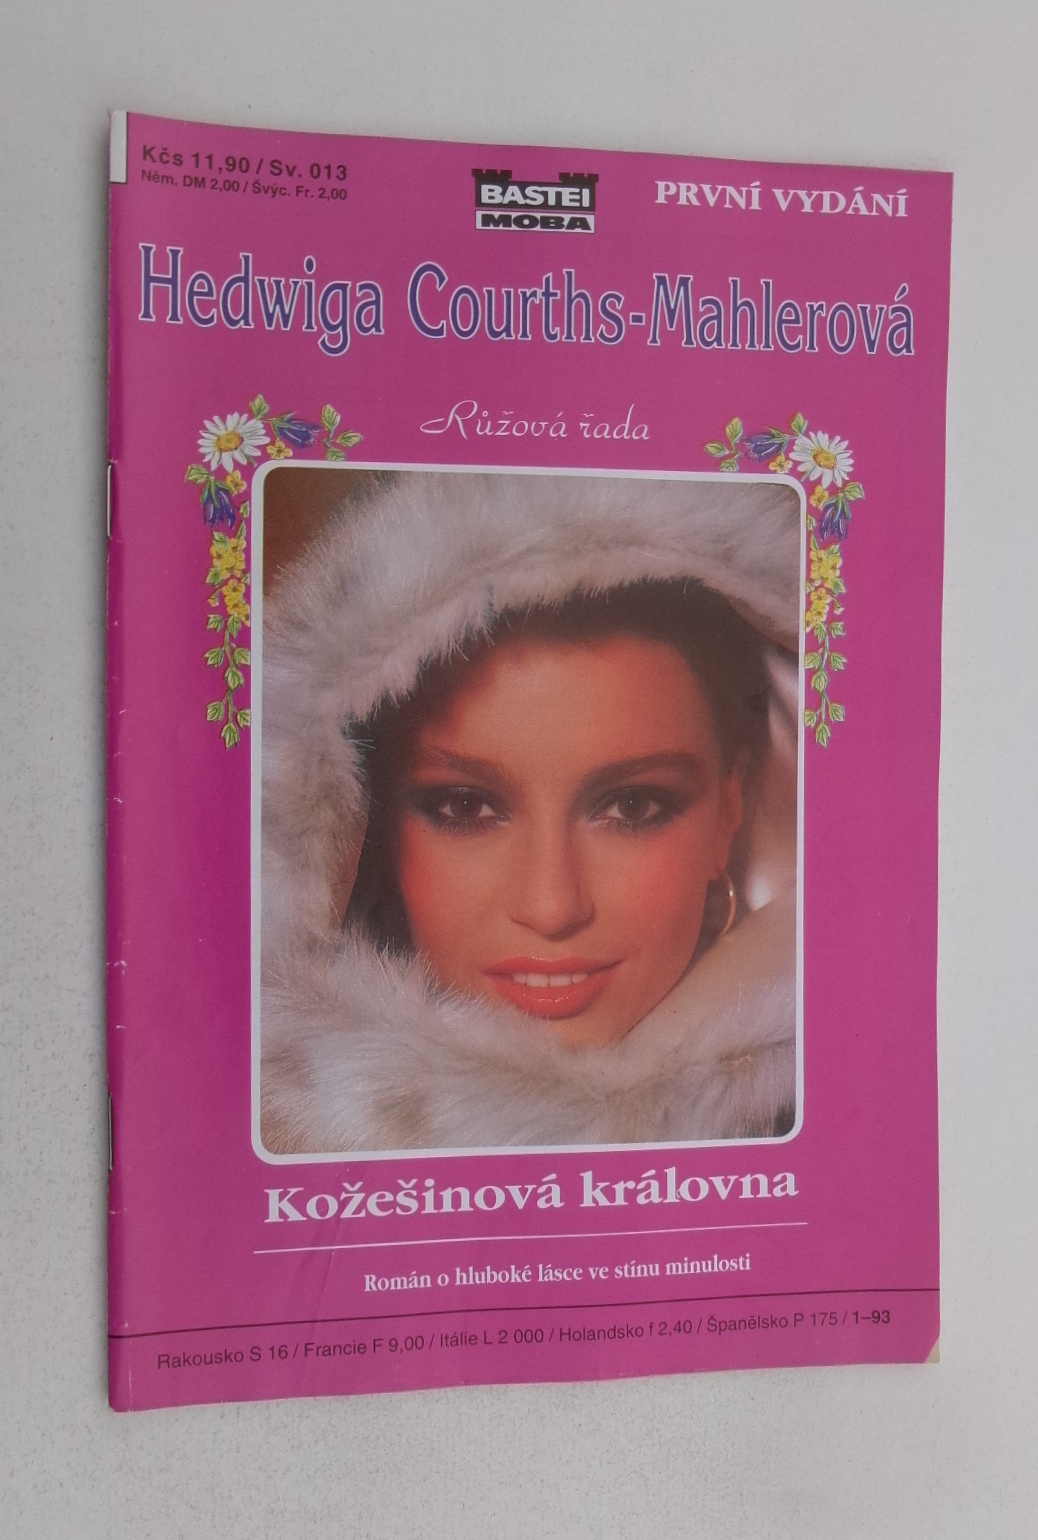 Kčs 11,90 / Sv. 013
Něm. DM 2,00 / Švýc. Fr. 2,00
BASTEI
MOBA
PRVNÍ VYDÁNÍ
Hedwiga Courths-Mahlerová
Růžová řada
Kožešinová královna
Román o hluboké lásce ve stínu minulosti
Rakousko S 16 / Francie F 9,00 / Itálie L 2 000 / Holandsko f 2,40 / Španělsko P 175 / 1–93